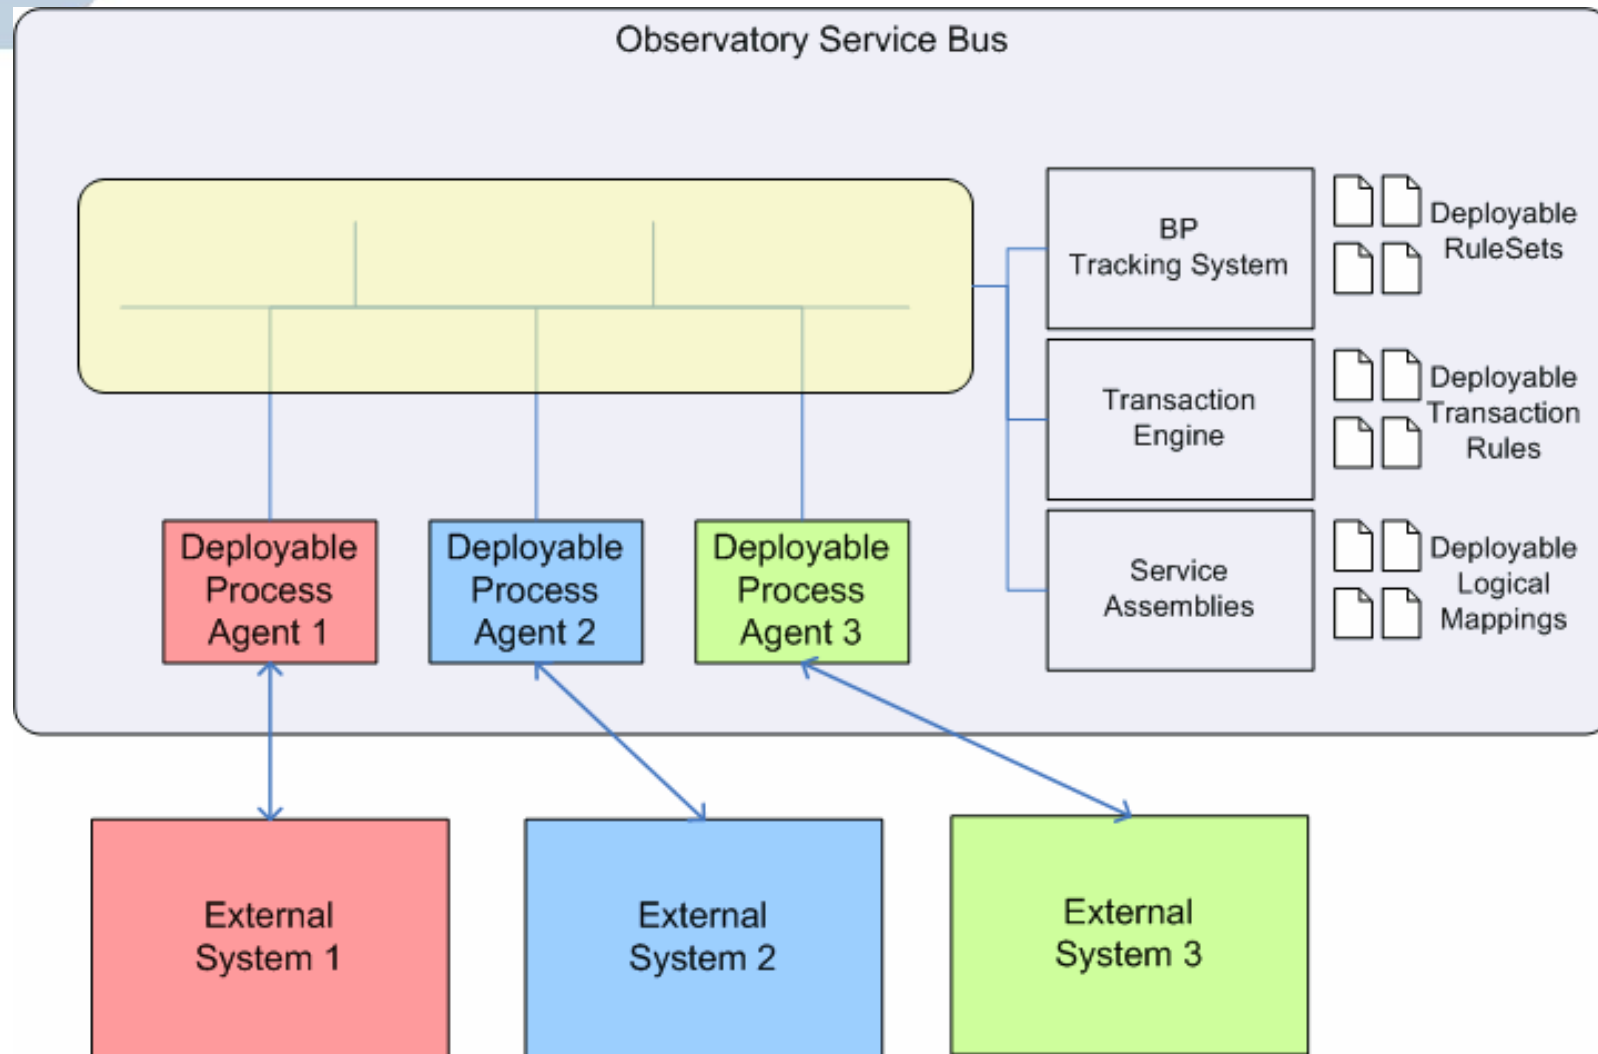 Observatory Service Bus
BP
Tracking System
Deployable
RuleSets
Transaction
Engine
Deployable
Transaction
Rules
Service
Assemblies
Deployable
Logical
Mappings
Deployable
Process
Agent 1
Deployable
Process
Agent 2
Deployable
Process
Agent 3
External
System 1
External
System 2
External
System 3